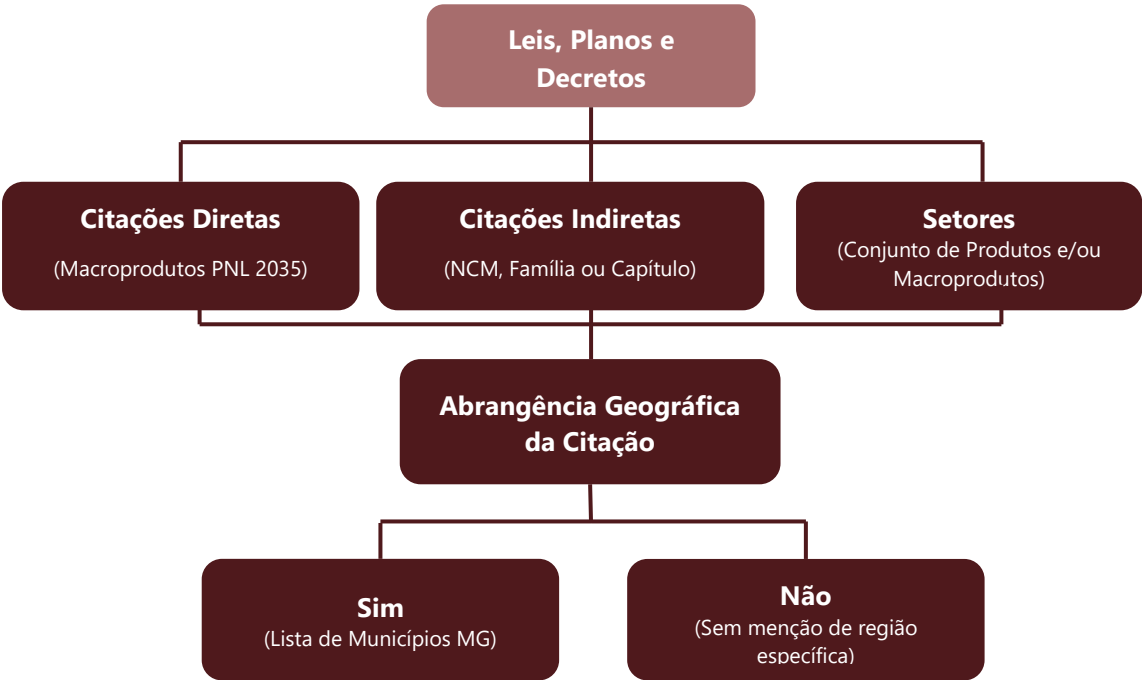 Leis, Planos e
Decretos
Citações Diretas
(Macroprodutos PNL 2035)
Citações Indiretas
(NCM, Família ou Capítulo)
Setores
(Conjunto de Produtos e/ou
Macroprodutos)
Abrangência Geográfica
da Citação
Sim
(Lista de Municípios MG)
Não
(Sem menção de região
específica)